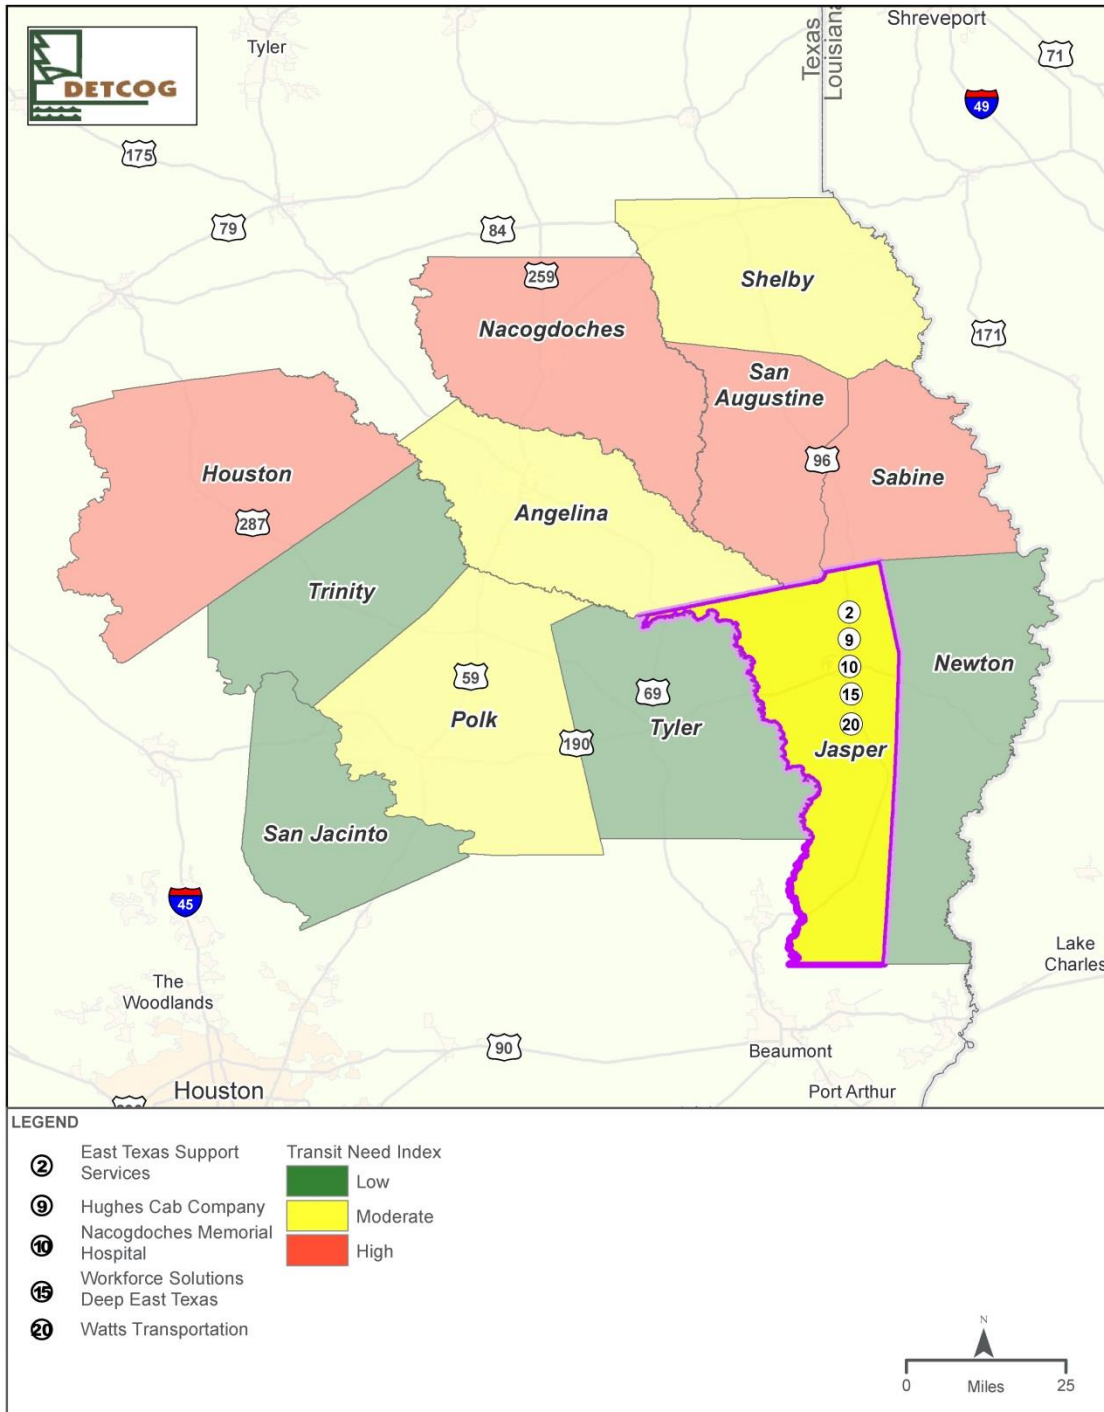 Shreveport
Tyler
Texas
Louisiana
71
DETCOG
49
175
79
84
259
Shelby
Nacogdoches
171
San
Augustine
96
Houston
Sabine
287
Angelina
Trinity
2
9
10
15
20
Jasper
Newton
59
Polk
69
Tyler
190
San Jacinto
45
The
Woodlands
Lake
Charles
90
Beaumont
Houston
Port Arthur
LEGEND
2 East Texas Support
Services
9 Hughes Cab Company
10 Nacogdoches Memorial
Hospital
15 Workforce Solutions
Deep East Texas
20 Watts Transportation
Transit Need Index
Low
Moderate
High
N
0 Miles 25